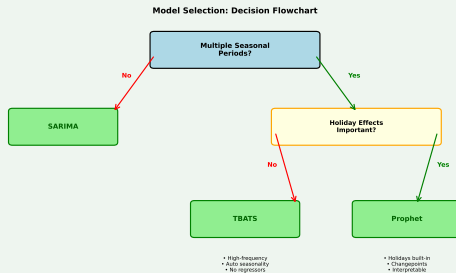 Model Selection: Decision Flowchart
Multiple Seasonal
Periods?
No
Yes
SARIMA
Holiday Effects
Important?
No
Yes
TBATS
Prophet
• High-frequency
• Auto seasonality
• No regressors
• Holidays built-in
• Changepoints
• Interpretable